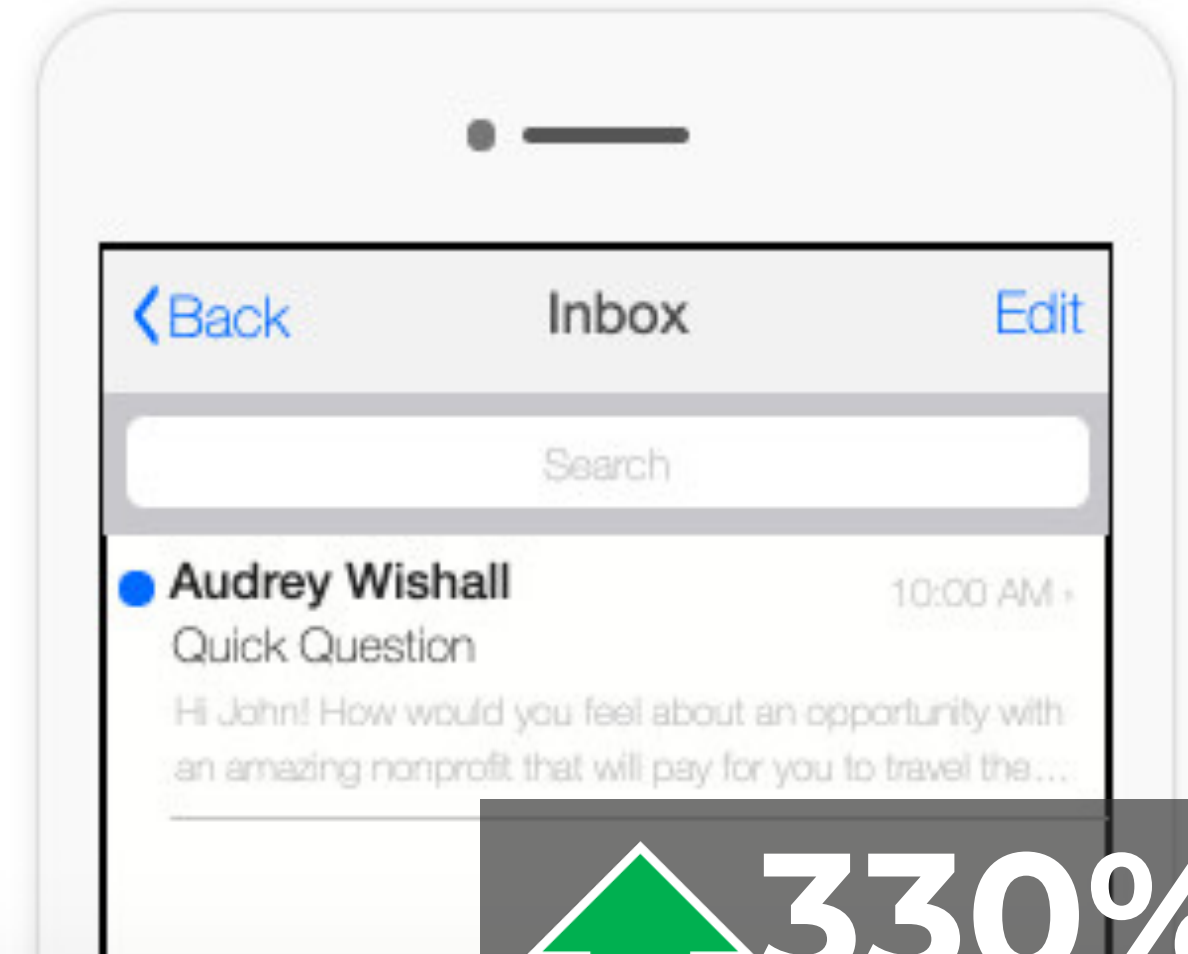 Back Inbox Edit
Search
Audrey Wishall 10:00 AM
Quick Question
Hi John! How would you feel about an opportunity with
an amazing nonprofit that will pay for you to travel the...
330%